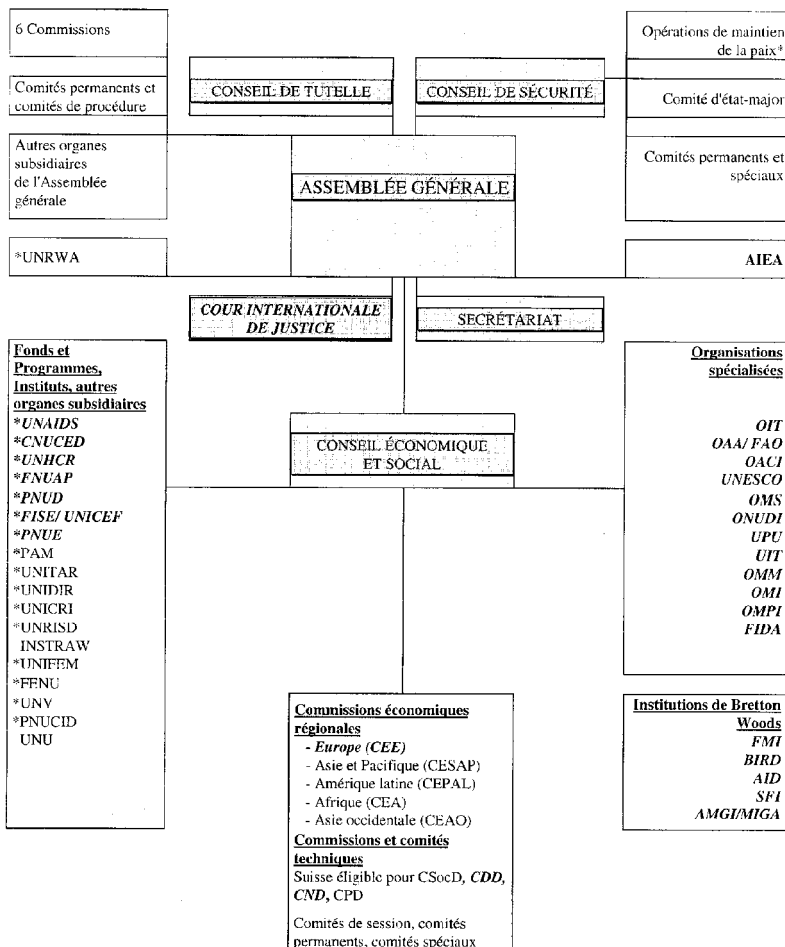 6 Commissions
Comités permanents et
comités de procédure
Autres organes
subsidiaires
de l'Assemblée
générale
*UNRWA
CONSEIL DE TUTELLE
CONSEIL DE SÉCURITÉ
Opérations de maintien
de la paix*
Comité d'état-major
Comités permanents et
spéciaux
AIEA
ASSEMBLÉE GÉNÉRALE
COUR INTERNATIONALE
DE JUSTICE
SECRÉTARIAT
Fonds et
Programmes,
Instituts, autres
organes subsidiaires
*UNAIDS
*CNUCED
*UNHCR
*FNUAP
*PNUD
*FISE/ UNICEF
*PNUE
*PAM
*UNITAR
*UNIDIR
*UNICRI
*UNRISD
INSTRAW
*UNIFEM
*FENU
*UNV
*PNUCID
UNU
CONSEIL ÉCONOMIQUE
ET SOCIAL
Organisations
spécialisées
OIT
OAA/ FAO
OACI
UNESCO
OMS
ONUDI
UPU
UIT
OMM
OMI
OMPI
FIDA
Institutions de Bretton
Woods
FMI
BIRD
AID
SFI
AMGI/MIGA
Commissions économiques
régionales
- Europe (CEE)
- Asie et Pacifique (CESAP)
- Amérique latine (CEPAL)
- Afrique (CEA)
- Asie occidentale (CEAO)
Commissions et comités
techniques
Suisse éligible pour CSocD, CDD,
CND, CPD
Comités de session, comités
permanents, comités spéciaux